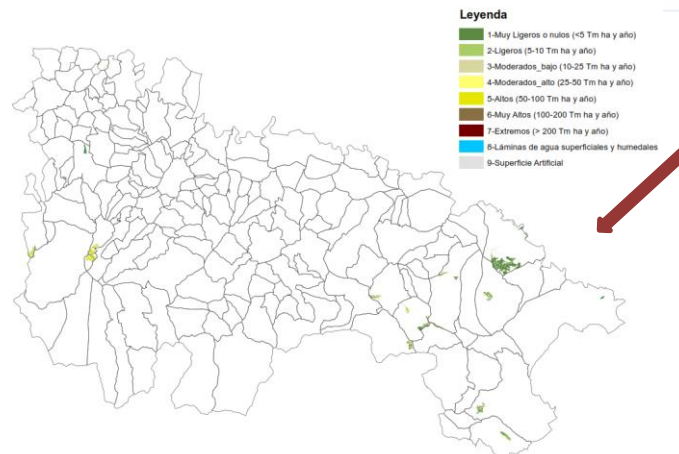 Leyenda
1-Muy Ligeros o nulos (<5 Tm ha y año)
2-Ligeros (5-10 Tm ha y año)
3-Moderados_bajo (10-25 Tm ha y año)
4-Moderados_alto (25-50 Tm ha y año)
5-Altos (50-100 Tm ha y año)
6-Muy Altos (100-200 Tm ha y año)
7-Extremos (> 200 Tm ha y año)
8-Láminas de agua superficiales y humedales
9-Superficie Artificial